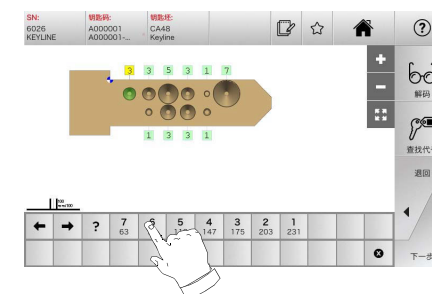 SN: 钥匙码: 钥匙坯:
6026 A000001 CA48
KEYLINE A000001-... Keyline
?
3 3 5 3 1 7
解码
1 3 3 1
查找代
退回
?
7 6 5 4 3 2 1
63 147 175 203 231
下一步